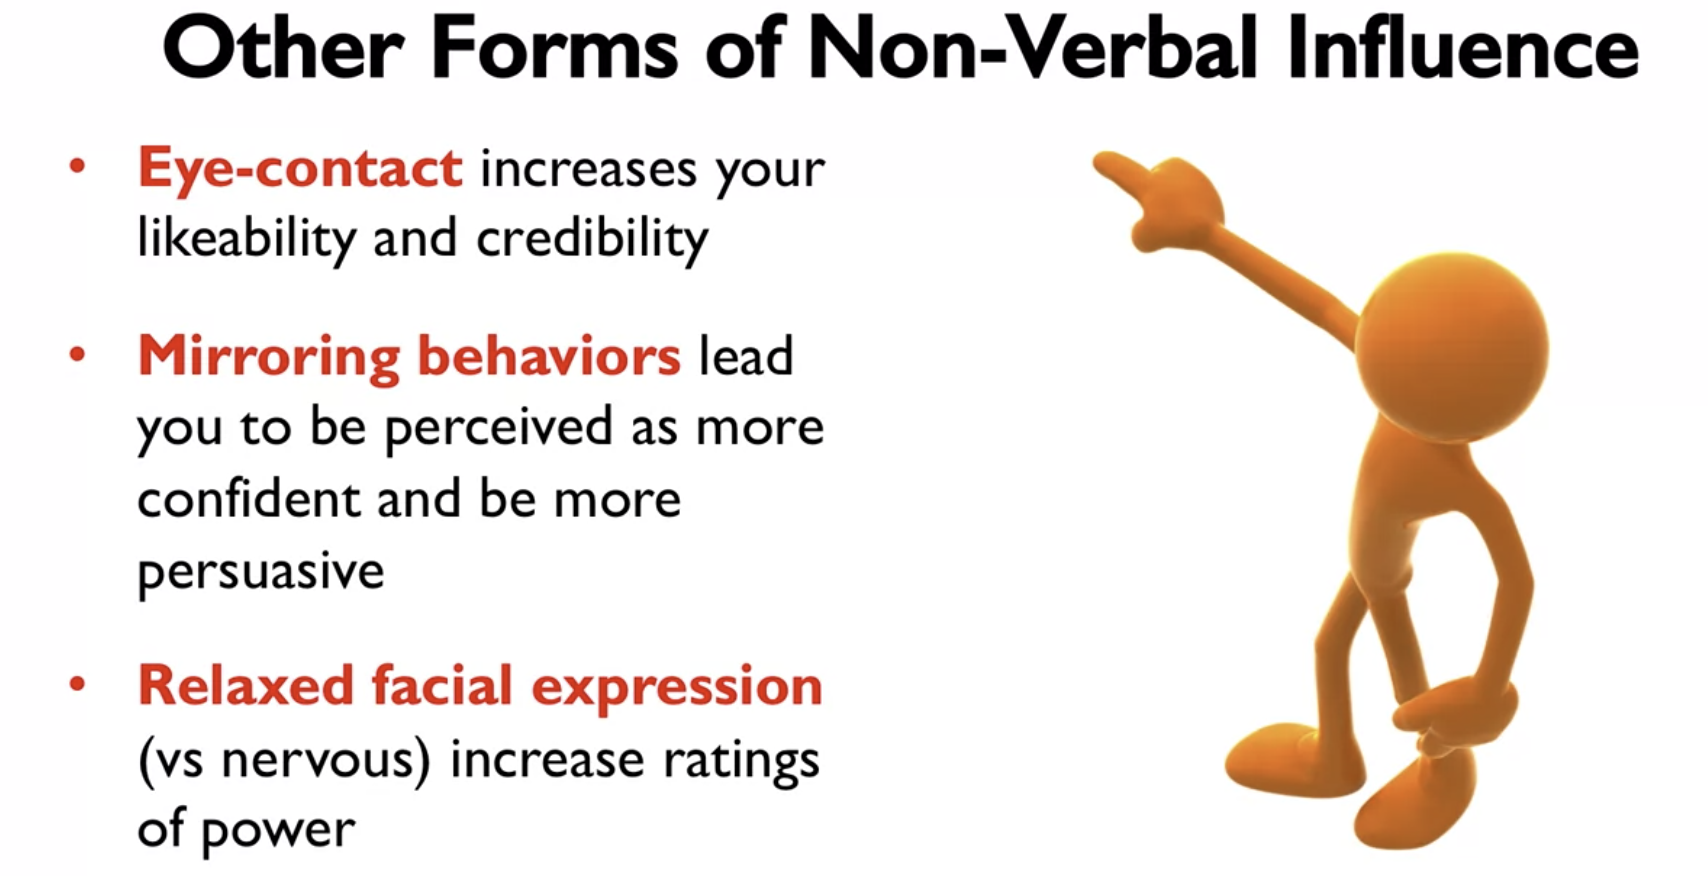 Other Forms of Non-Verbal Influence
• Eye-contact increases your
likeability and credibility
• Mirroring behaviors lead
you to be perceived as more
confident and be more
persuasive
• Relaxed facial expression
(vs nervous) increase ratings
of power